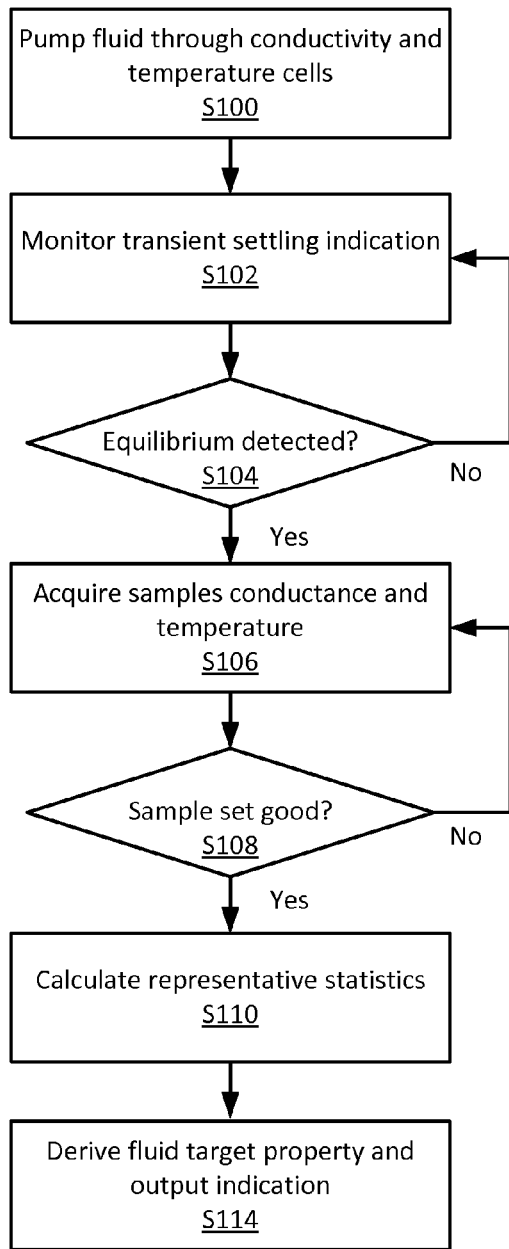 Pump fluid through conductivity and
temperature cells
S100
Monitor transient settling indication
S102
Equilibrium detected?
S104
No
Yes
Acquire samples conductance and
temperature
S106
Sample set good?
S108
No
Yes
Calculate representative statistics
S110
Derive fluid target property and
output indication
S114